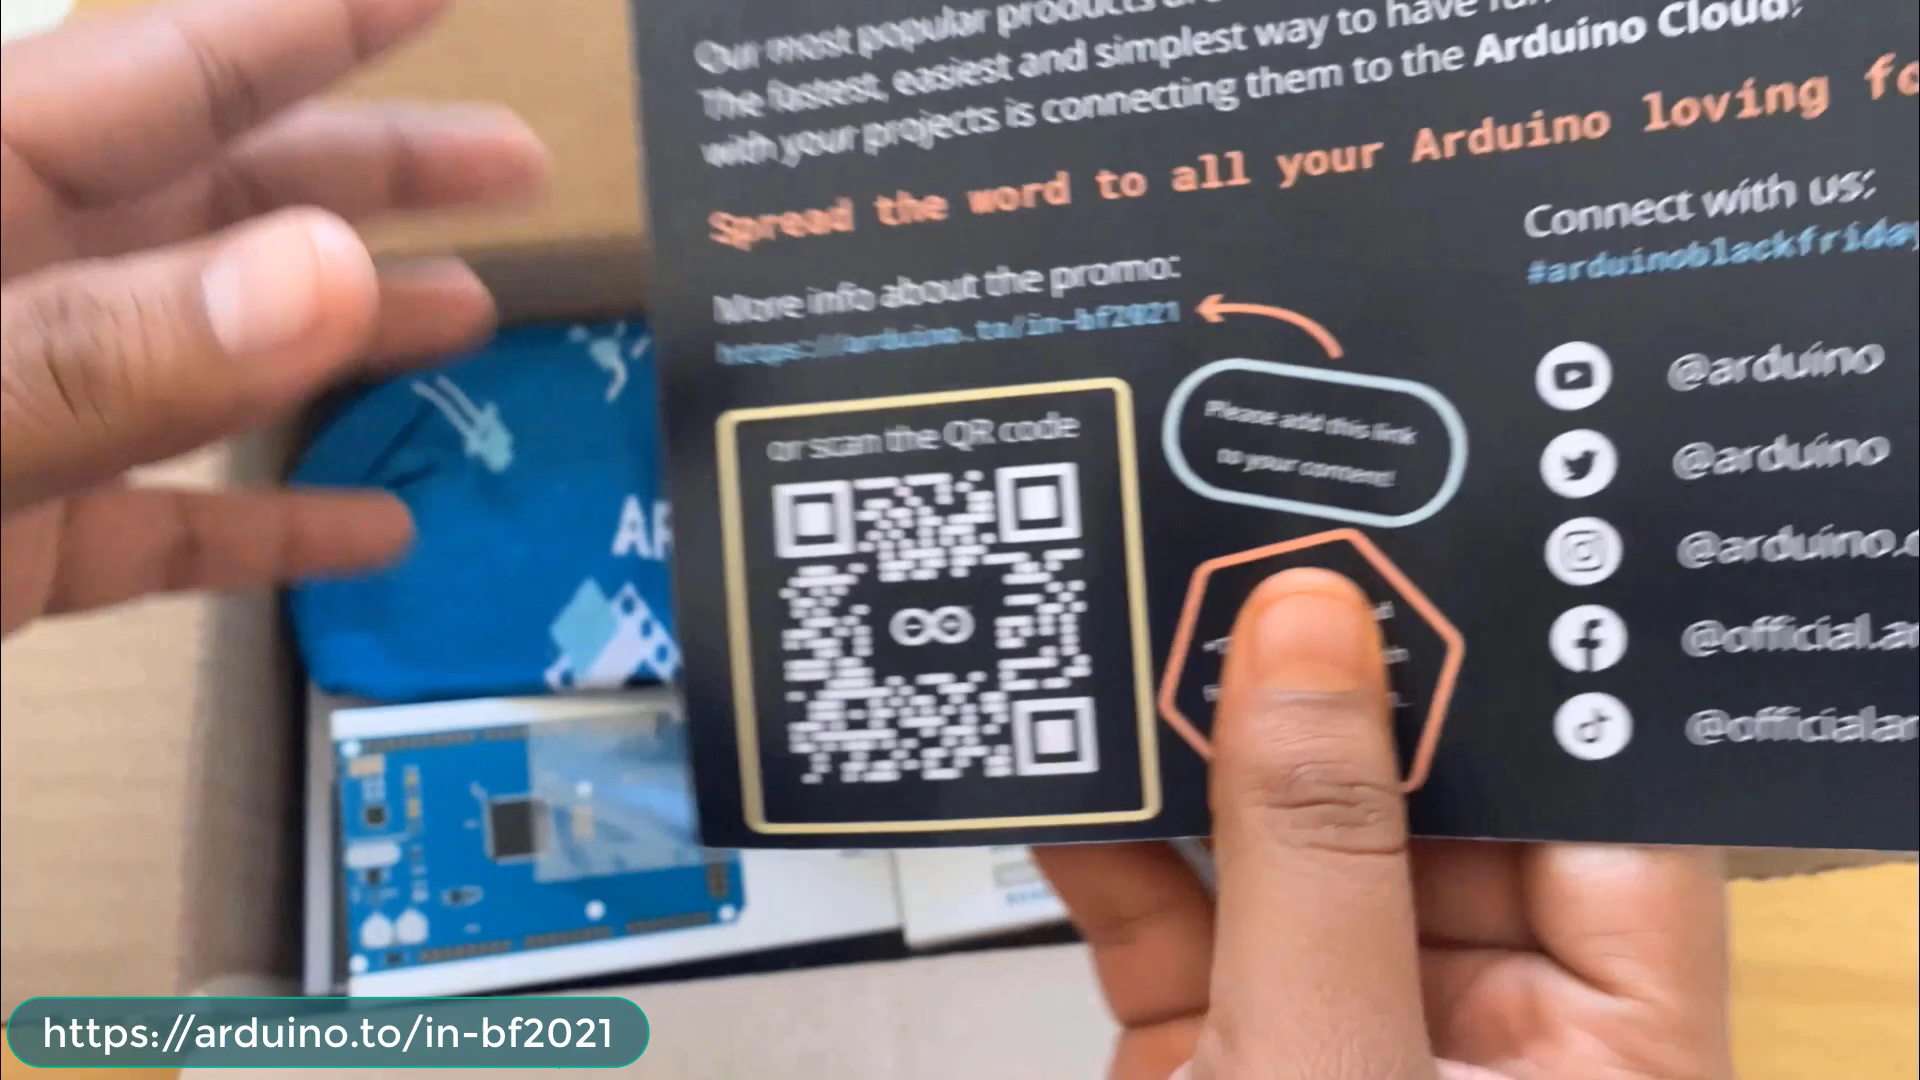 Our most popular products
The fastest, easiest and simplest way to have
with your projects is connecting them to the Arduino Cloud!
Spread the word to all your Arduino loving
More info about the promo:
https://arduino.to/in-bf2021
or scan the QR code
Please add this link
to your content!
Connect with us:
#arduinoblackfriday
@arduino
@arduino
@arduino.
@official.ar
@officialar
AR
https://arduino.to/in-bf2021